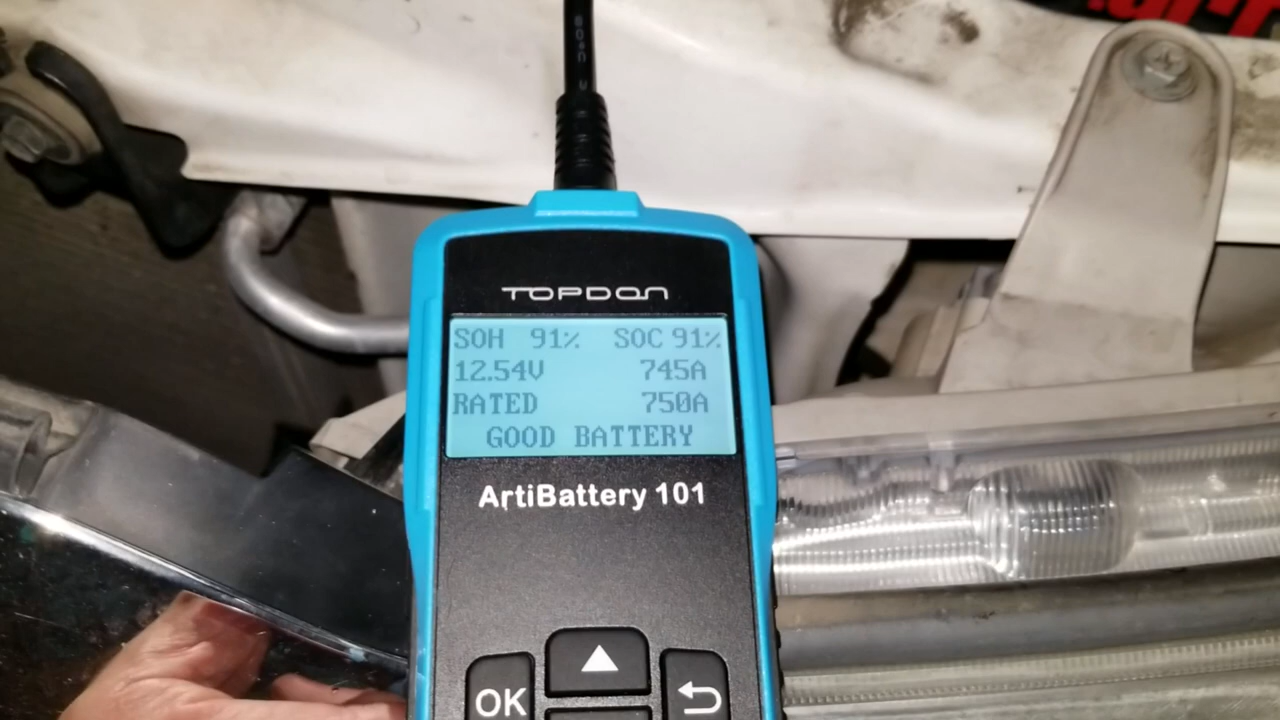 TOPDON
SOH 91% SOC 91%
12.54V 745A
RATED 750A
GOOD BATTERY
ArtiBattery 101
OK